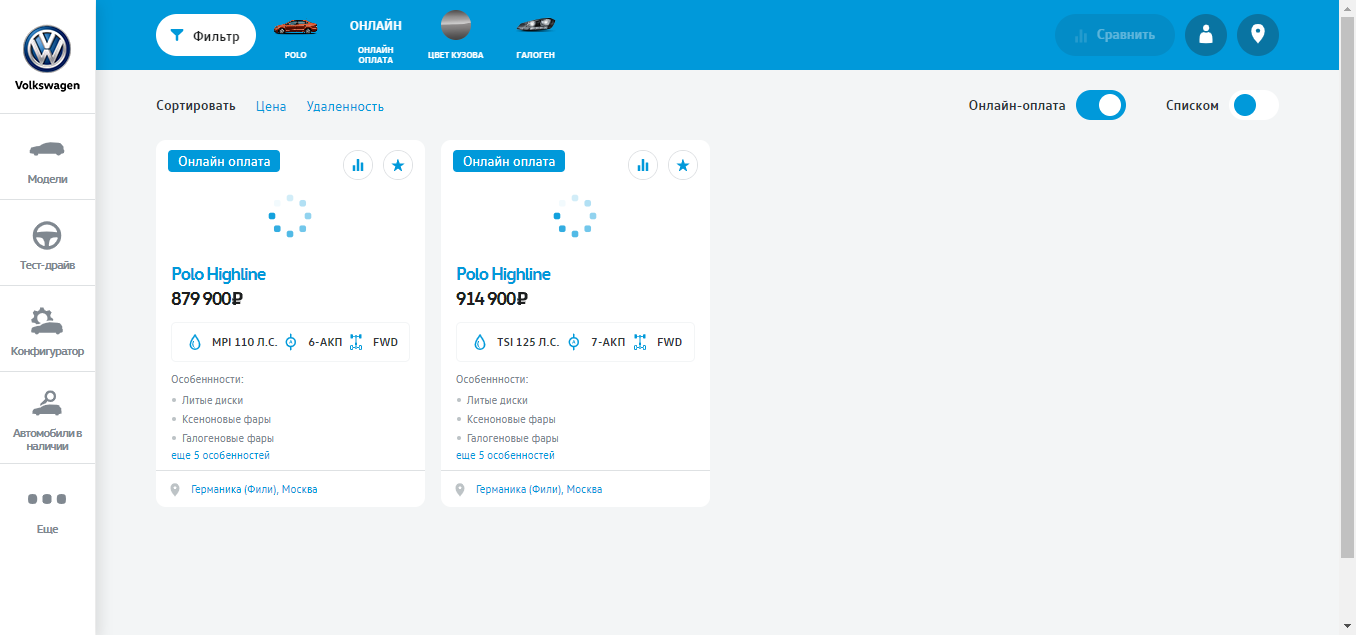 Volkswagen
Модели
Тест-драйв
Конфигуратор
Автомобили в
наличии
Еще
Фильтр
POLO
ОНЛАЙН
ОНЛАЙН
ОПЛАТА
ЦВЕТ КУЗОВА
ГАЛОГЕН
Сравнить
Сортировать Цена Удаленность
Онлайн-оплата
Списком
Онлайн оплата
Polo Highline
879 900₽
MPI 110 Л.С. 6-АКП FWD
Особеннности:
Литые диски
Ксеноновые фары
Галогеновые фары
еще 5 особенностей
Германика (Фили), Москва
Онлайн оплата
Polo Highline
914 900₽
TSI 125 Л.С. 7-АКП FWD
Особеннности:
Литые диски
Ксеноновые фары
Галогеновые фары
еще 5 особенностей
Германика (Фили), Москва